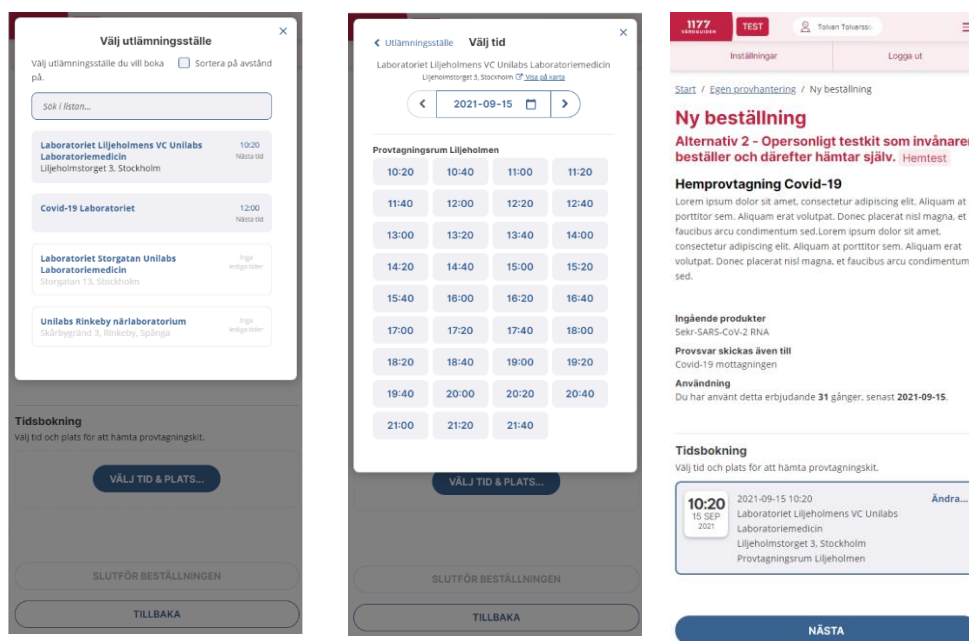 Välj utlämningsställe
Välj utlämningsställe du vill boka
på.
Sortera på avstånd
Sök i listan...
Laboratoriet Liljeholmens VC Unilabs
Laboratoriemedicin
Liljeholmstorget 3, Stockholm
10:20
Nästa tid
Covid-19 Laboratoriet
12:00
Nästa tid
Laboratoriet Storgatan Unilabs
Laboratoriemedicin
Storgatan 13, Stockholm
Inga
lediga tider
Unilabs Rinkeby närlaboratorium
Skårbygränd 3, Rinkeby, Spånga
Inga
lediga tider
Tidsbokning
Välj tid och plats för att hämta provtagningskit.
VÄLJ TID & PLATS...
SLUTFÖR BESTÄLLNINGEN
TILLBAKA
Utlämningsställe Välj tid
Laboratoriet Liljeholmens VC Unilabs Laboratoriemedicin
Liljeholmstorget 3, Stockholm Visa på karta
2021-09-15
Provtagningsrum Liljeholmen
10:20 10:40 11:00 11:20
11:40 12:00 12:20 12:40
13:00 13:20 13:40 14:00
14:20 14:40 15:00 15:20
15:40 16:00 16:20 16:40
17:00 17:20 17:40 18:00
18:20 18:40 19:00 19:20
19:40 20:00 20:20 20:40
21:00 21:20 21:40
VÄLJ TID & PLATS...
SLUTFÖR BESTÄLLNINGEN
TILLBAKA
1177
VÅRDGUIDEN
TEST
Tolvan Tolvansso
Inställningar Logga ut
Start / Egen provhantering / Ny beställning
Ny beställning
Alternativ 2 - Opersonligt testkit som invånaren
beställer och därefter hämtar själv. Hemtest
Hemprovtagning Covid-19
Lorem ipsum dolor sit amet, consectetur adipiscing elit. Aliquam at
porttitor sem. Aliquam erat volutpat. Donec placerat nisl magna, et
faucibus arcu condimentum sed.Lorem ipsum dolor sit amet,
consectetur adipiscing elit. Aliquam at porttitor sem. Aliquam erat
volutpat. Donec placerat nisl magna, et faucibus arcu condimentum
sed.
Ingående produkter
Sekr-SARS-CoV-2 RNA
Provsvar skickas även till
Covid-19 mottagningen
Användning
Du har använt detta erbjudande 31 gånger, senast 2021-09-15.
Tidsbokning
Välj tid och plats för att hämta provtagningskit.
10:20
15 SEP
2021
2021-09-15 10:20
Laboratoriet Liljeholmens VC Unilabs
Laboratoriemedicin
Liljeholmstorget 3, Stockholm
Provtagningsrum Liljeholmen
Ändra...
NÄSTA